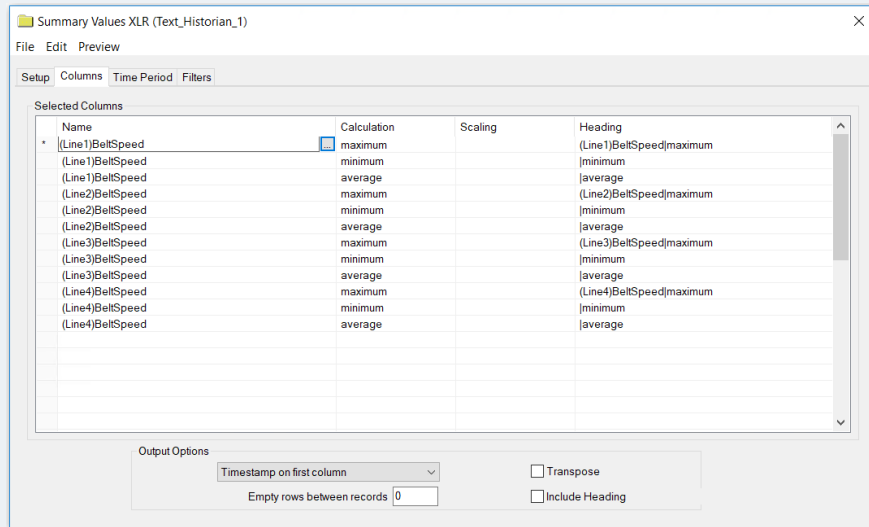 Summary Values XLR (Text_Historian_1)
File Edit Preview
Setup Columns Time Period Filters
Selected Columns
Name Calculation Scaling Heading
* (Line1)BeltSpeed ... maximum (Line1)BeltSpeed|maximum
(Line1)BeltSpeed minimum |minimum
(Line1)BeltSpeed average |average
(Line2)BeltSpeed maximum (Line2)BeltSpeed|maximum
(Line2)BeltSpeed minimum |minimum
(Line2)BeltSpeed average |average
(Line3)BeltSpeed maximum (Line3)BeltSpeed|maximum
(Line3)BeltSpeed minimum |minimum
(Line3)BeltSpeed average |average
(Line4)BeltSpeed maximum (Line4)BeltSpeed|maximum
(Line4)BeltSpeed minimum |minimum
(Line4)BeltSpeed average |average
Output Options
Timestamp on first column Transpose
Empty rows between records 0 Include Heading